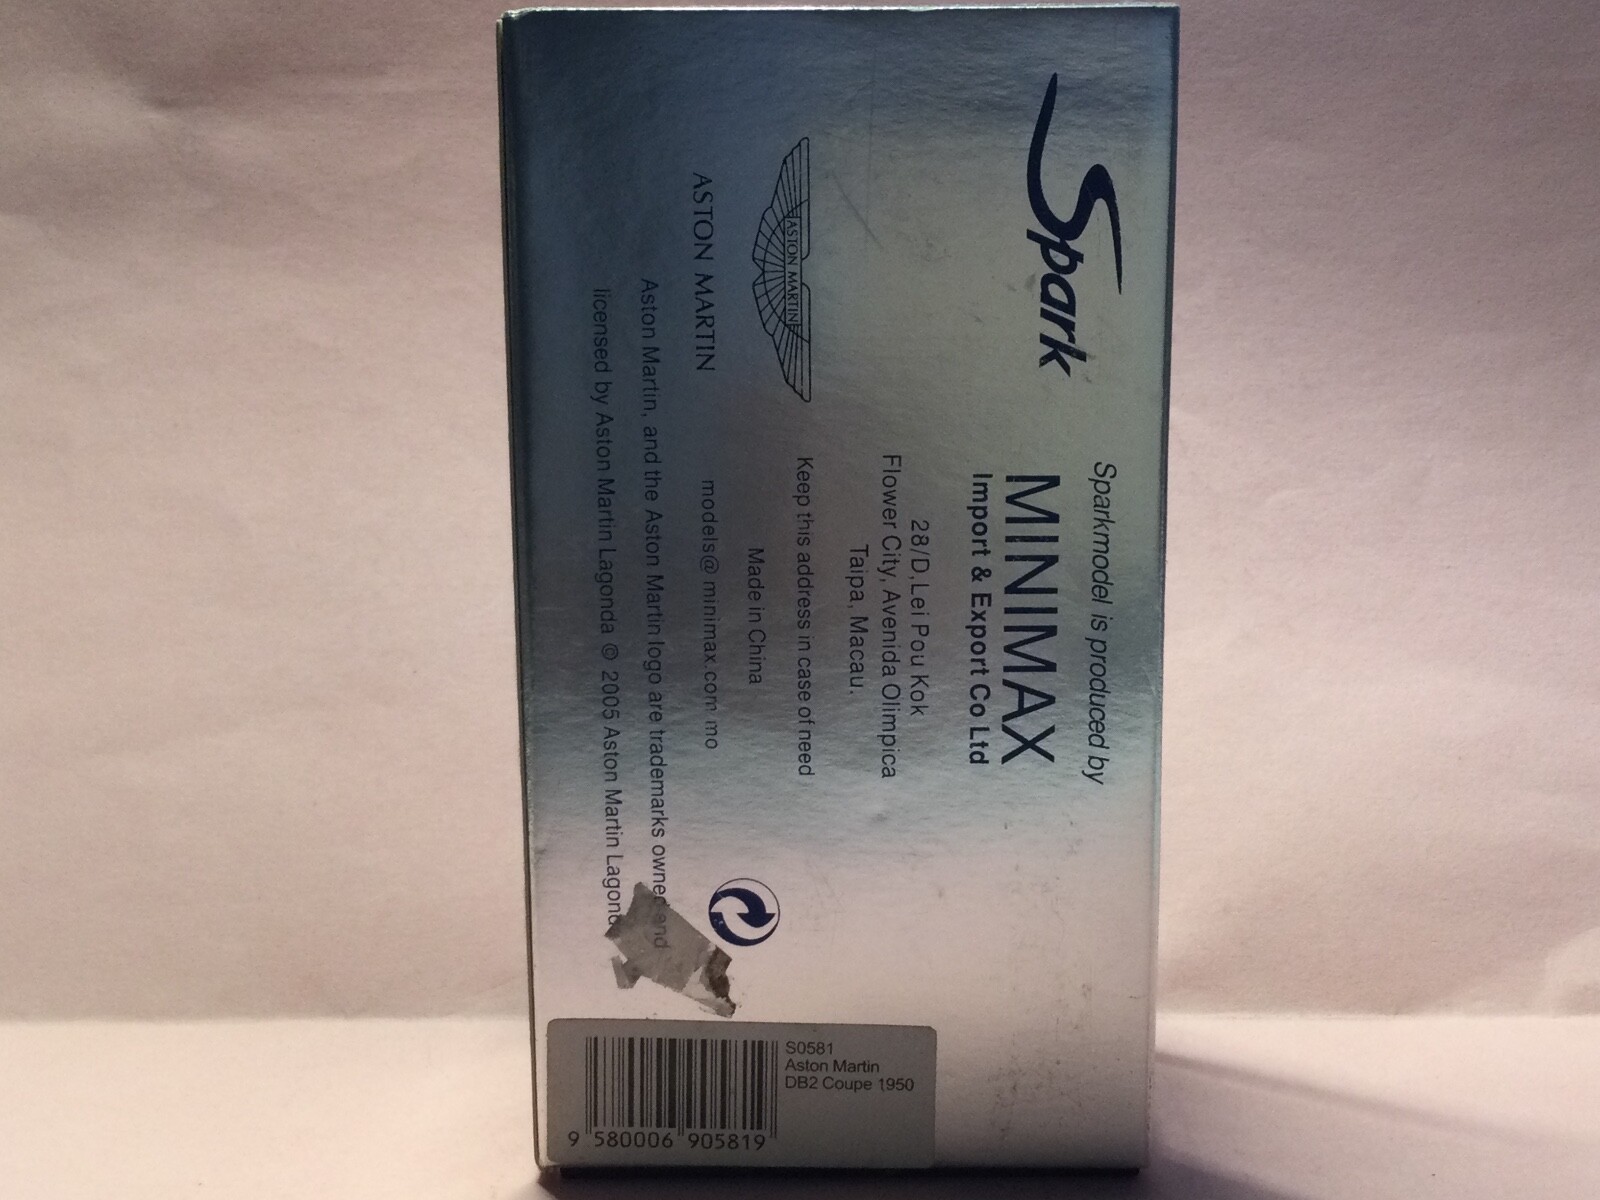 Spark
Sparkmodel is produced by
MINIMAX
Import & Export Co Ltd
28/D,Lei Pou Kok
Flower City, Avenida Olimpica
Taipa, Macau.
ASTON MARTIN
ASTON MARTIN
Keep this address in case of need
Made in China
models@minimax.com.mo
Aston Martin, and the Aston Martin logo are trademarks owned and
licensed by Aston Martin Lagonda © 2005 Aston Martin
S0581
Aston Martin
DB2 Coupe 1950
9 580006 905819